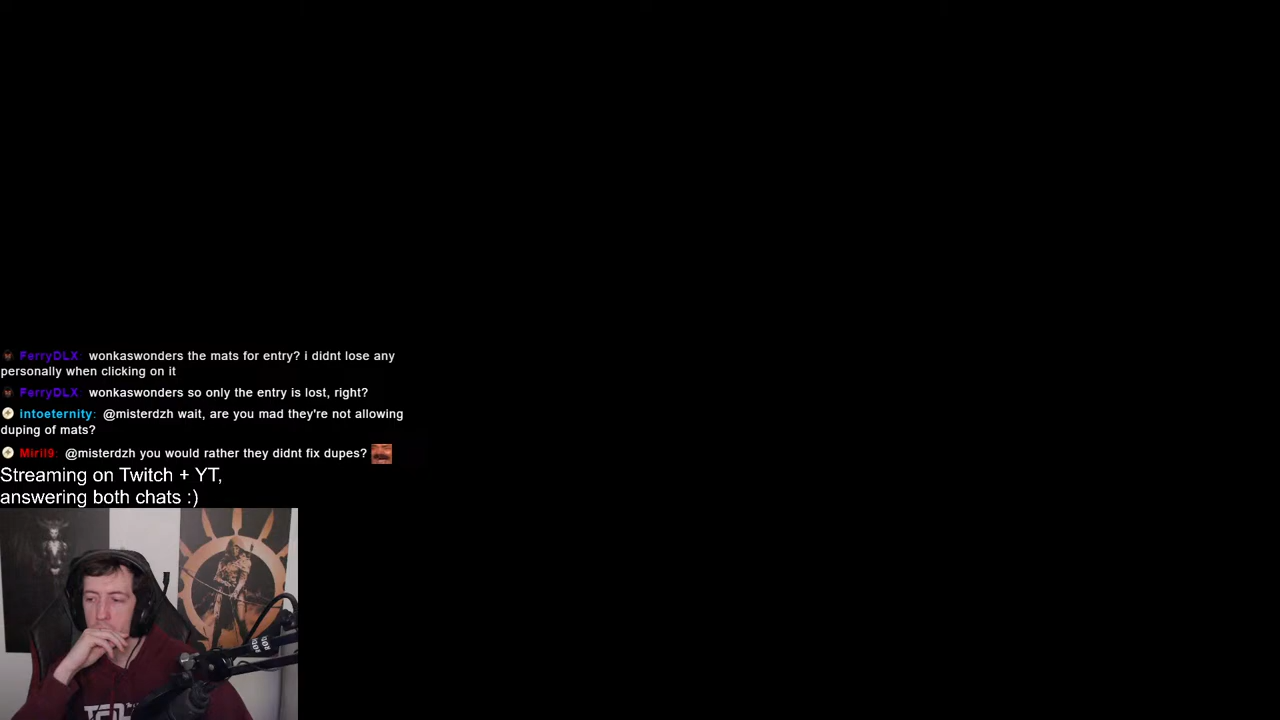 FerryDLX: wonkaswonders the mats for entry? i didnt lose any
personally when clicking on it
FerryDLX: wonkaswonders so only the entry is lost, right?
intoeternity: @misterdzh wait, are you mad they're not allowing
duping of mats?
Miril9: @misterdzh you would rather they didnt fix dupes?
Streaming on Twitch + YT,
answering both chats :)